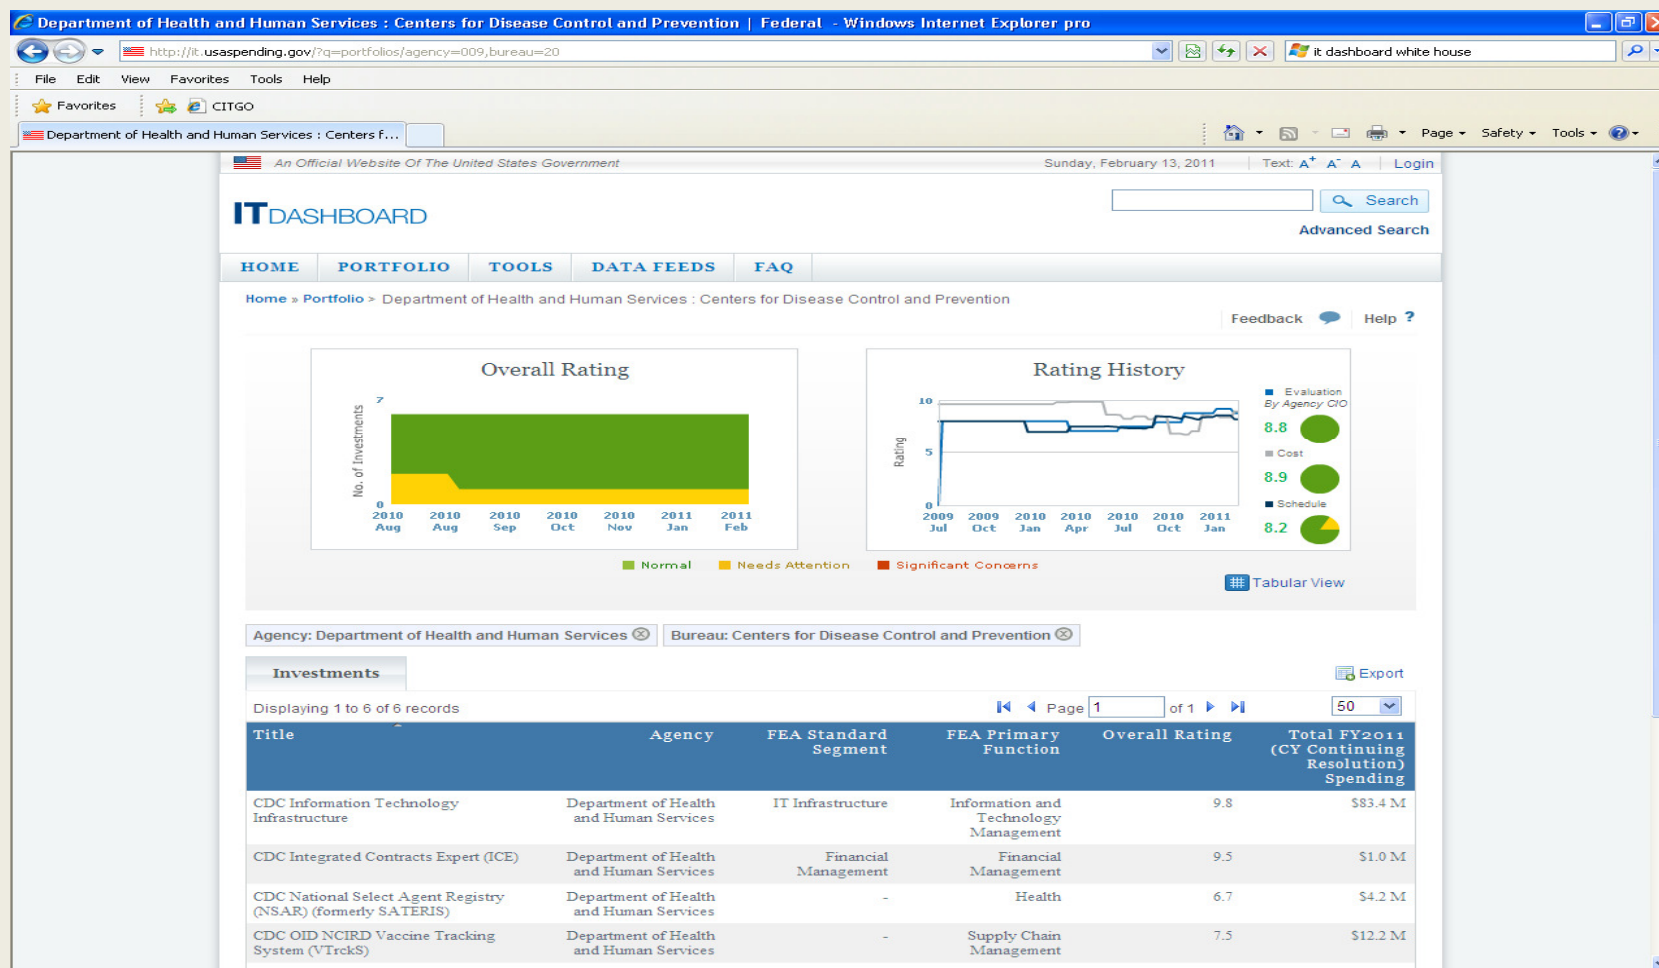 Department of Health and Human Services : Centers for Disease Control and Prevention | Federal - Windows Internet Explorer pro
http://it.usaspending.gov/?q=portfolios/agency=009,bureau=20
it dashboard white house
File Edit View Favorites Tools Help
Favorites CITGO
Department of Health and Human Services : Centers f...
Page Safety Tools
An Official Website Of The United States Government
Sunday, February 13, 2011 Text: A+ A- A Login
ITDASHBOARD
Search
Advanced Search
HOME PORTFOLIO TOOLS DATA FEEDS FAQ
Home » Portfolio > Department of Health and Human Services : Centers for Disease Control and Prevention
Feedback Help ?
Overall Rating
7
No. of Investments
0
2010 Aug 2010 Aug 2010 Sep 2010 Oct 2010 Nov 2011 Jan 2011 Feb
Rating History
10
Rating
5
0
2009 Jul 2009 Oct 2010 Jan 2010 Apr 2010 Jul 2010 Oct 2011 Jan
Evaluation
By Agency CIO
8.8
Cost
8.9
Schedule
8.2
Normal Needs Attention Significant Concerns
Tabular View
Agency: Department of Health and Human Services Bureau: Centers for Disease Control and Prevention
Investments
Export
Displaying 1 to 6 of 6 records
Page 1 of 1
50
Title Agency FEA Standard Segment FEA Primary Function Overall Rating Total FY2011 (CY Continuing Resolution) Spending
CDC Information Technology Infrastructure Department of Health and Human Services IT Infrastructure Information and Technology Management 9.8 $83.4 M
CDC Integrated Contracts Expert (ICE) Department of Health and Human Services Financial Management Financial Management 9.5 $1.0 M
CDC National Select Agent Registry (NSAR) (formerly SATERIS) Department of Health and Human Services - Health 6.7 $4.2 M
CDC OID NCIRD Vaccine Tracking System (VTrckS) Department of Health and Human Services - Supply Chain Management 7.5 $12.2 M